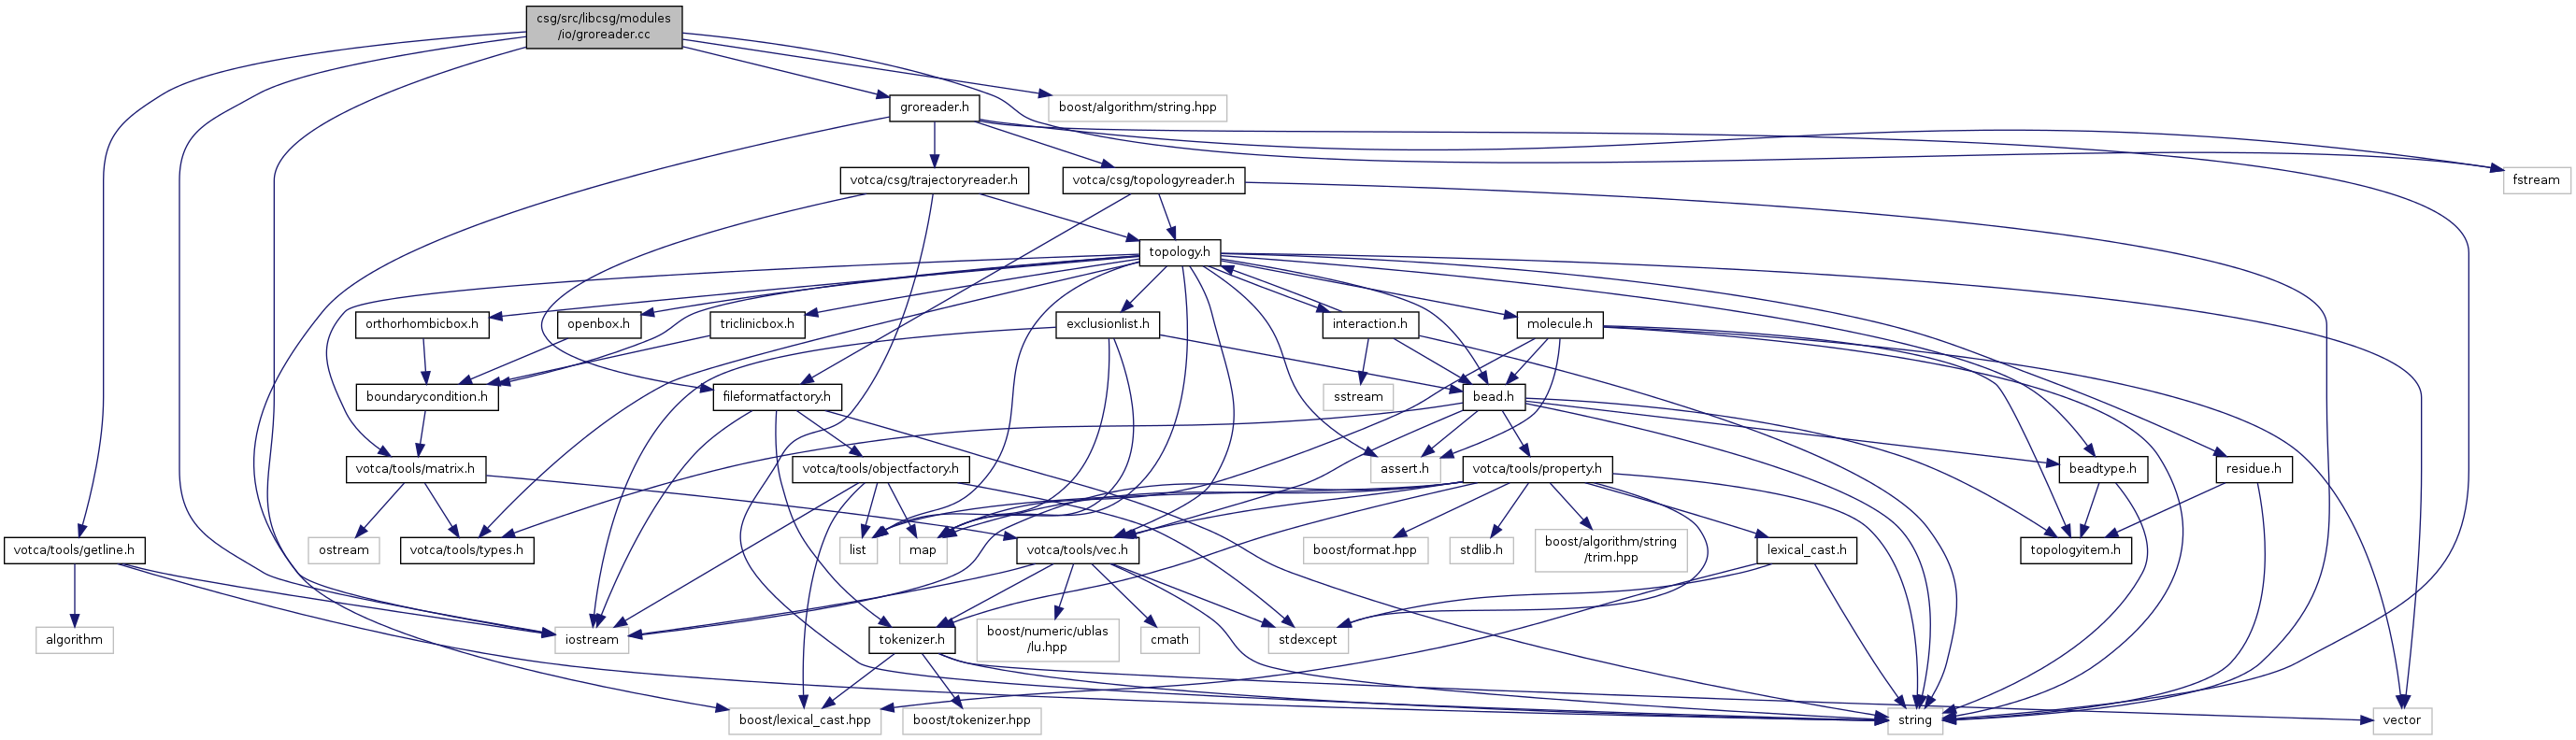 csg/src/libcsg/modules
/io/groreader.cc
groreader.h
boost/algorithm/string.hpp
votca/csg/trajectoryreader.h
votca/csg/topologyreader.h
fstream
topology.h
orthorhombicbox.h
openbox.h
triclinicbox.h
exclusionlist.h
interaction.h
molecule.h
boundarycondition.h
fileformatfactory.h
sstream
bead.h
votca/tools/matrix.h
votca/tools/objectfactory.h
assert.h
votca/tools/property.h
beadtype.h
residue.h
votca/tools/getline.h
ostream
votca/tools/types.h
list
map
votca/tools/vec.h
boost/format.hpp
stdlib.h
boost/algorithm/string
/trim.hpp
lexical_cast.h
topologyitem.h
algorithm
iostream
tokenizer.h
boost/numeric/ublas
/lu.hpp
cmath
stdexcept
boost/lexical_cast.hpp
boost/tokenizer.hpp
string
vector